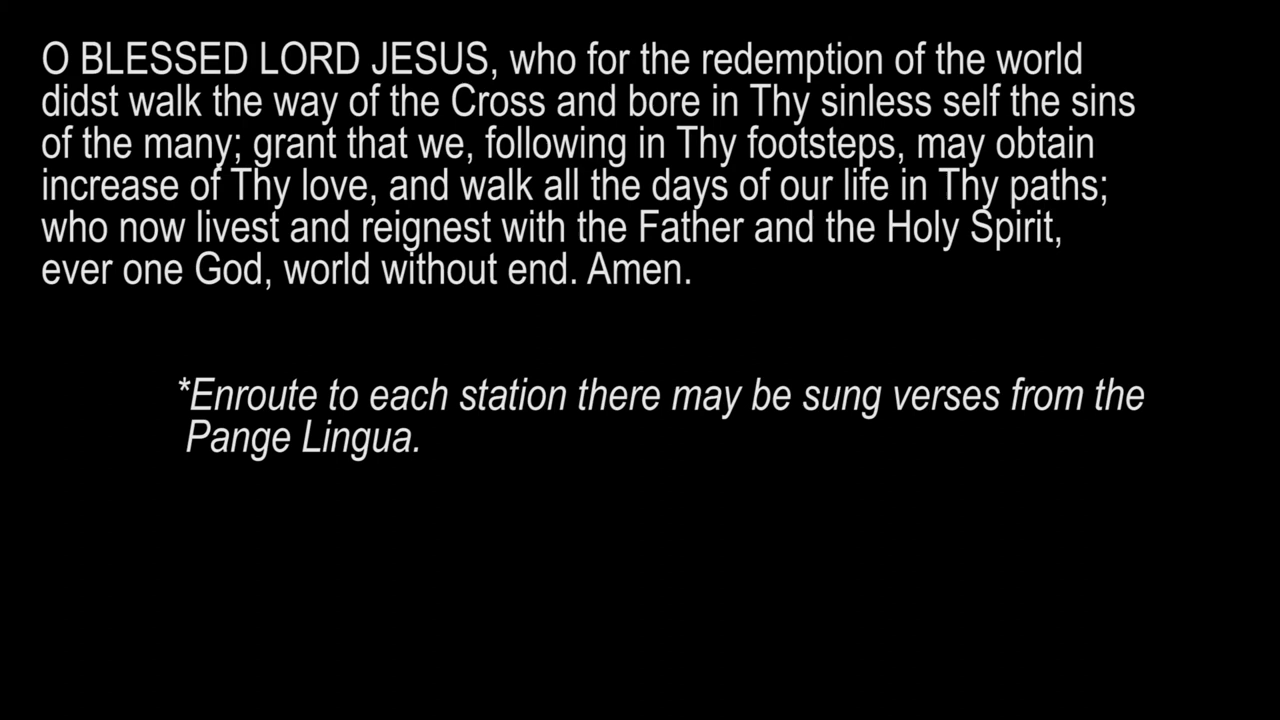 O BLESSED LORD JESUS, who for the redemption of the world
didst walk the way of the Cross and bore in Thy sinless self the sins
of the many; grant that we, following in Thy footsteps, may obtain
increase of Thy love, and walk all the days of our life in Thy paths;
who now livest and reignest with the Father and the Holy Spirit,
ever one God, world without end. Amen.
*Enroute to each station there may be sung verses from the
Pange Lingua.